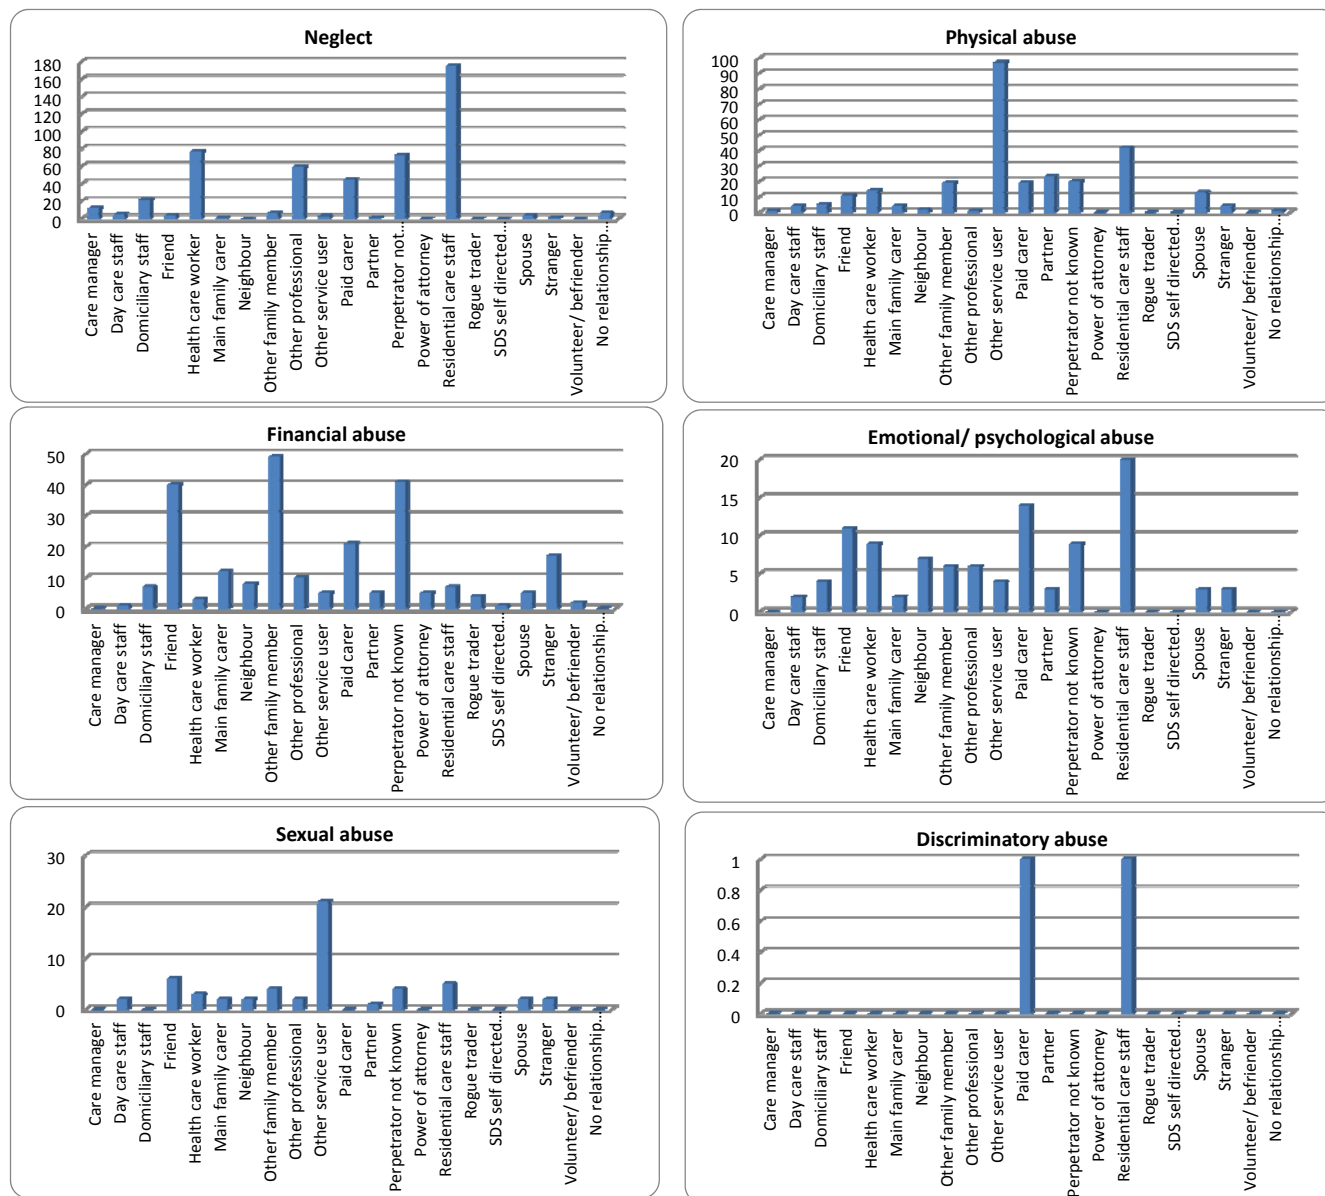 Neglect
180
160
140
120
100
80
60
40
20
0
Care manager
Day care staff
Domiciliary staff
Friend
Health care worker
Main family carer
Neighbour
Other family member
Other professional
Other service user
Paid carer
Partner
Perpetrator not...
Power of attorney
Residential care staff
Rogue trader
SDS self directed...
Spouse
Stranger
Volunteer/ befriender
No relationship...
Physical abuse
100
90
80
70
60
50
40
30
20
10
0
Care manager
Day care staff
Domiciliary staff
Friend
Health care worker
Main family carer
Neighbour
Other family member
Other professional
Other service user
Paid carer
Partner
Perpetrator not known
Power of attorney
Residential care staff
Rogue trader
SDS self directed...
Spouse
Stranger
Volunteer/ befriender
No relationship...
Financial abuse
50
40
30
20
10
0
Care manager
Day care staff
Domiciliary staff
Friend
Health care worker
Main family carer
Neighbour
Other family member
Other professional
Other service user
Paid carer
Partner
Perpetrator not known
Power of attorney
Residential care staff
Rogue trader
SDS self directed...
Spouse
Stranger
Volunteer/ befriender
No relationship...
Emotional/ psychological abuse
20
15
10
5
0
Care manager
Day care staff
Domiciliary staff
Friend
Health care worker
Main family carer
Neighbour
Other family member
Other professional
Other service user
Paid carer
Partner
Perpetrator not known
Power of attorney
Residential care staff
Rogue trader
SDS self directed...
Spouse
Stranger
Volunteer/ befriender
No relationship...
Sexual abuse
30
20
10
0
Care manager
Day care staff
Domiciliary staff
Friend
Health care worker
Main family carer
Neighbour
Other family member
Other professional
Other service user
Paid carer
Partner
Perpetrator not known
Power of attorney
Residential care staff
Rogue trader
SDS self directed...
Spouse
Stranger
Volunteer/ befriender
No relationship...
Discriminatory abuse
1
0.8
0.6
0.4
0.2
0
Care manager
Day care staff
Domiciliary staff
Friend
Health care worker
Main family carer
Neighbour
Other family member
Other professional
Other service user
Paid carer
Partner
Perpetrator not known
Power of attorney
Residential care staff
Rogue trader
SDS self directed...
Spouse
Stranger
Volunteer/ befriender
No relationship...